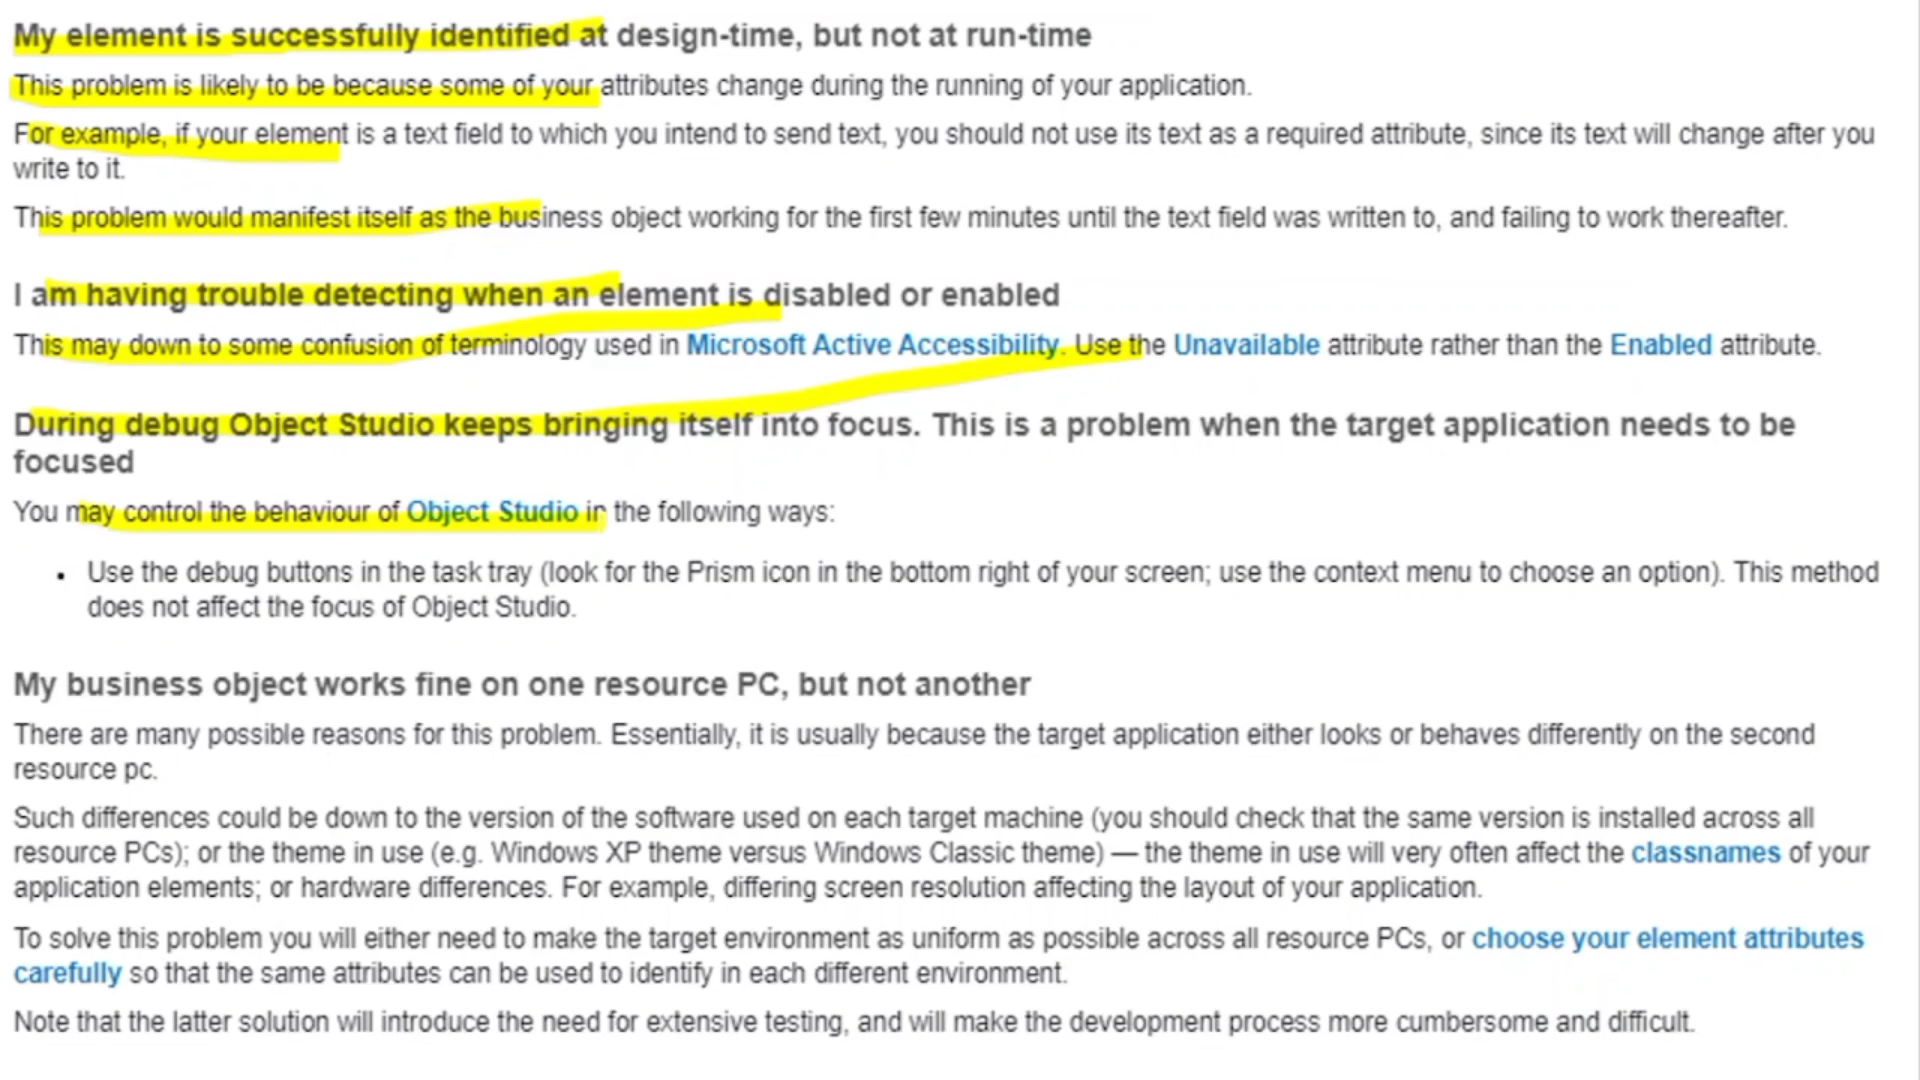 My element is successfully identified at design-time, but not at run-time
This problem is likely to be because some of your attributes change during the running of your application.
For example, if your element is a text field to which you intend to send text, you should not use its text as a required attribute, since its text will change after you
write to it.
This problem would manifest itself as the business object working for the first few minutes until the text field was written to, and failing to work thereafter.
I am having trouble detecting when an element is disabled or enabled
This may down to some confusion of terminology used in Microsoft Active Accessibility. Use the Unavailable attribute rather than the Enabled attribute.
During debug Object Studio keeps bringing itself into focus. This is a problem when the target application needs to be
focused
You may control the behaviour of Object Studio in the following ways:
• Use the debug buttons in the task tray (look for the Prism icon in the bottom right of your screen; use the context menu to choose an option). This method
does not affect the focus of Object Studio.
My business object works fine on one resource PC, but not another
There are many possible reasons for this problem. Essentially, it is usually because the target application either looks or behaves differently on the second
resource pc.
Such differences could be down to the version of the software used on each target machine (you should check that the same version is installed across all
resource PCs); or the theme in use (e.g. Windows XP theme versus Windows Classic theme) — the theme in use will very often affect the classnames of your
application elements; or hardware differences. For example, differing screen resolution affecting the layout of your application.
To solve this problem you will either need to make the target environment as uniform as possible across all resource PCs, or choose your element attributes
carefully so that the same attributes can be used to identify in each different environment.
Note that the latter solution will introduce the need for extensive testing, and will make the development process more cumbersome and difficult.